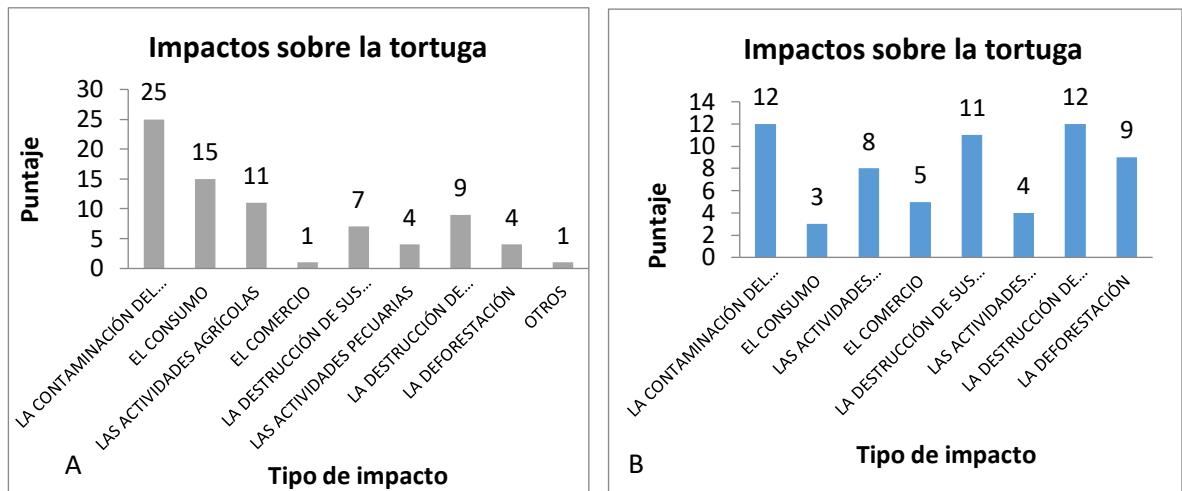 Impactos sobre la tortuga
Puntaje
30
25
20
15
10
5
0
25
15
11
1
7
4
9
4
1
LA CONTAMINACIÓN DEL...
EL CONSUMO
LAS ACTIVIDADES AGRÍCOLAS
EL COMERCIO
LA DESTRUCCIÓN DE SUS...
LAS ACTIVIDADES PECUARIAS
LA DESTRUCCIÓN DE...
LA DEFORESTACIÓN
OTROS
A
Tipo de impacto
Impactos sobre la tortuga
Puntaje
14
12
10
8
6
4
2
0
12
3
8
5
11
4
12
9
LA CONTAMINACIÓN DEL...
EL CONSUMO
LAS ACTIVIDADES...
EL COMERCIO
LA DESTRUCCIÓN DE SUS...
LAS ACTIVIDADES...
LA DESTRUCCIÓN DE...
LA DEFORESTACIÓN
B
Tipo de impacto